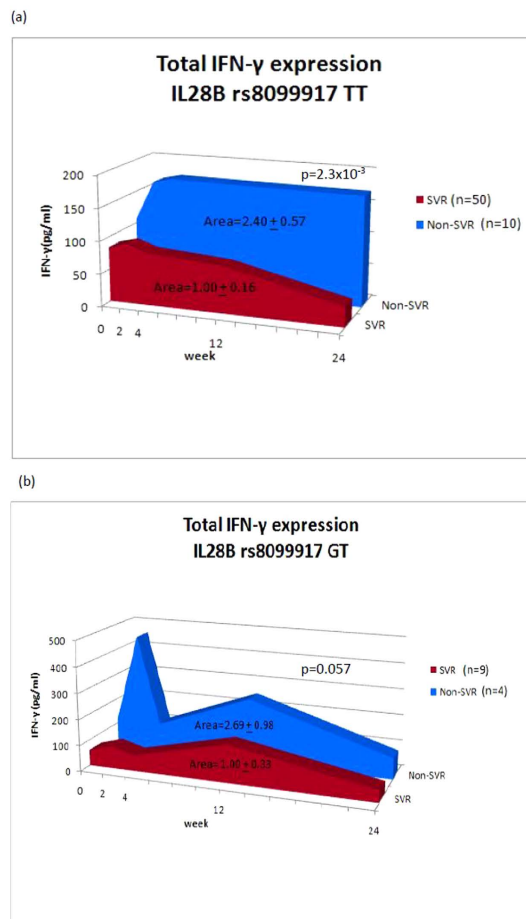 (a)
Total IFN-γ expression
IL28B rs8099917 TT
p=2.3x10⁻³
200
150
100
50
0
IFN-γ(pg/ml)
Area=2.40 ± 0.57
Area=1.00 ± 0.16
SVR (n=50)
Non-SVR (n=10)
Non-SVR
SVR
0 2 4 12 24
week
(b)
Total IFN-γ expression
IL28B rs8099917 GT
p=0.057
500
400
300
200
100
0
IFN-γ (pg/ml)
Area=2.69 ± 0.98
Area=1.00 ± 0.33
SVR (n=9)
Non-SVR (n=4)
Non-SVR
SVR
0 2 4 12 24
week